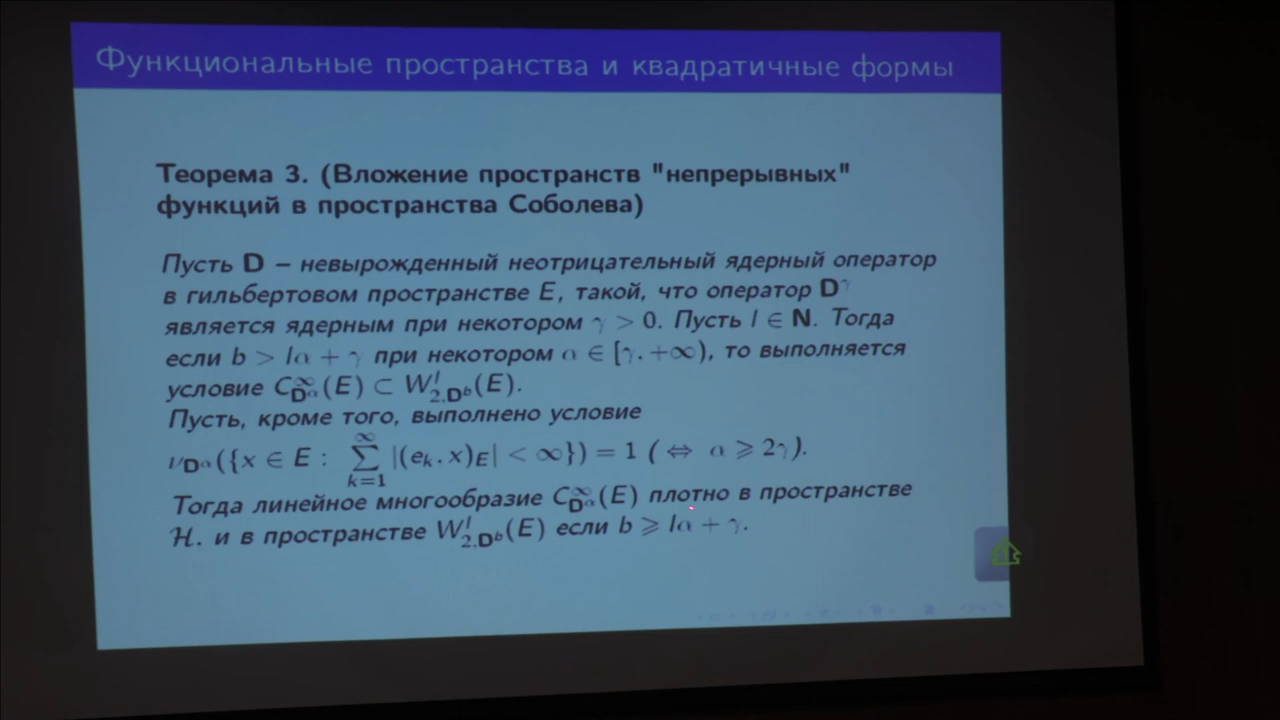 Функциональные пространства и квадратичные формы
Теорема 3. (Вложение пространств "непрерывных"
функций в пространства Соболева)
Пусть D – невырожденный неотрицательный ядерный оператор
в гильбертовом пространстве E, такой, что оператор D^γ
является ядерным при некотором γ > 0. Пусть l ∈ N. Тогда
если b > lα + γ при некотором α ∈ [γ, +∞), то выполняется
условие C^∞_{D^α}(E) ⊂ W^l_{2,D^b}(E).
Пусть, кроме того, выполнено условие
ν_{D^α}({x ∈ E : ∑_{k=1}^{∞} |(e_k, x)_E| < ∞}) = 1 ( ⇔ α ⩾ 2γ).
Тогда линейное многообразие C^∞_{D^α}(E) плотно в пространстве
ℋ, и в пространстве W^l_{2,D^b}(E) если b ⩾ lα + γ.